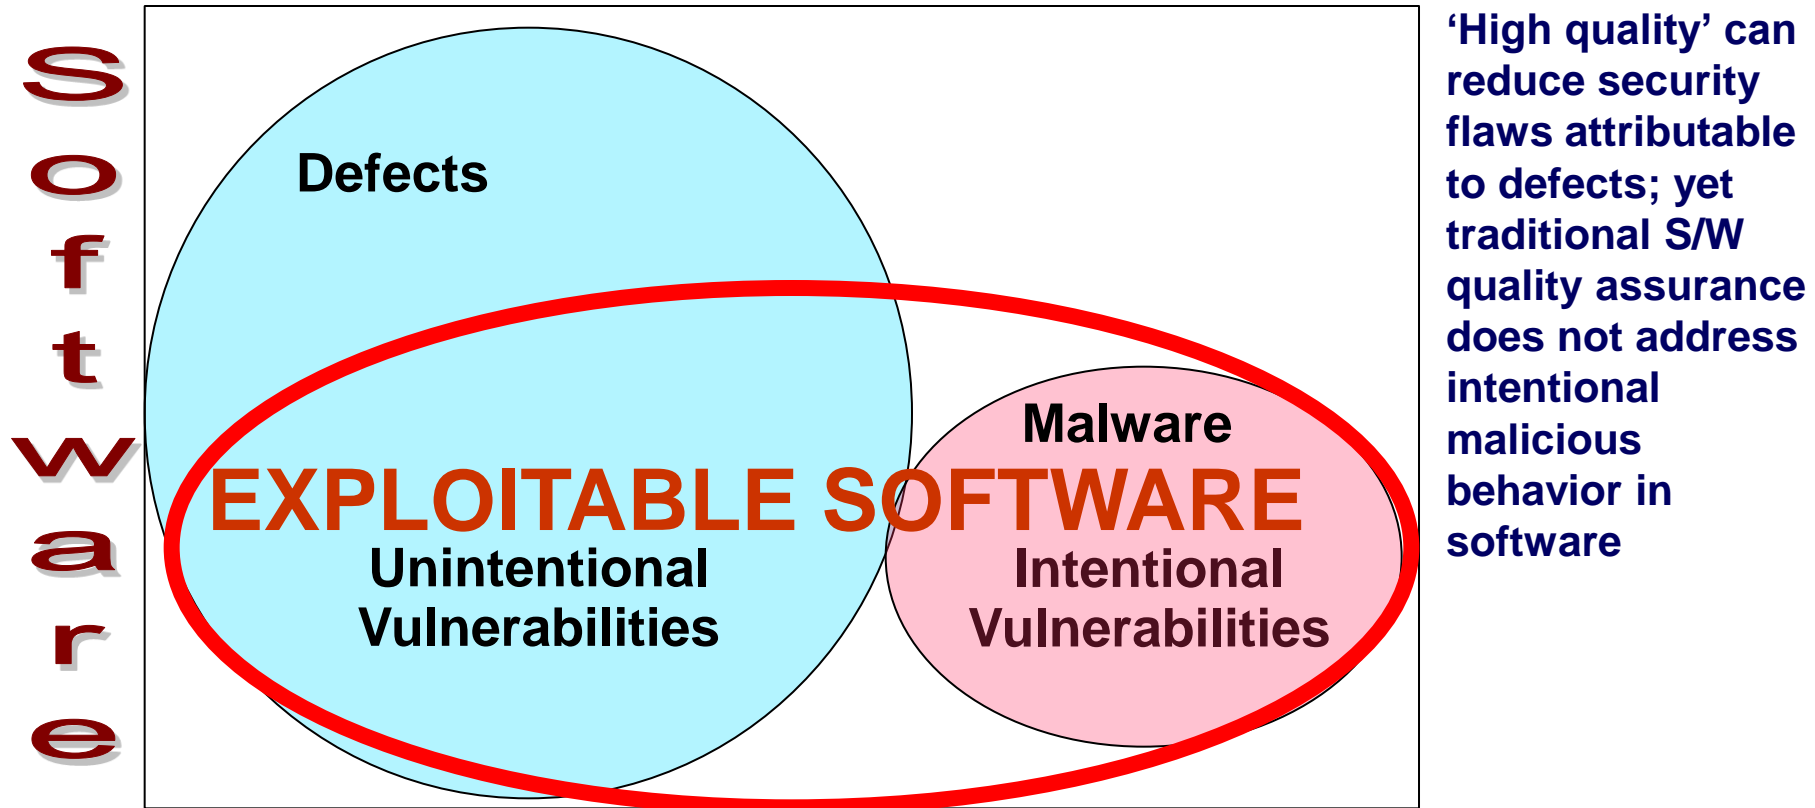 Software
Defects
Malware
EXPLOITABLE SOFTWARE
Unintentional
Vulnerabilities
Intentional
Vulnerabilities
‘High quality’ can
reduce security
flaws attributable
to defects; yet
traditional S/W
quality assurance
does not address
intentional
malicious
behavior in
software